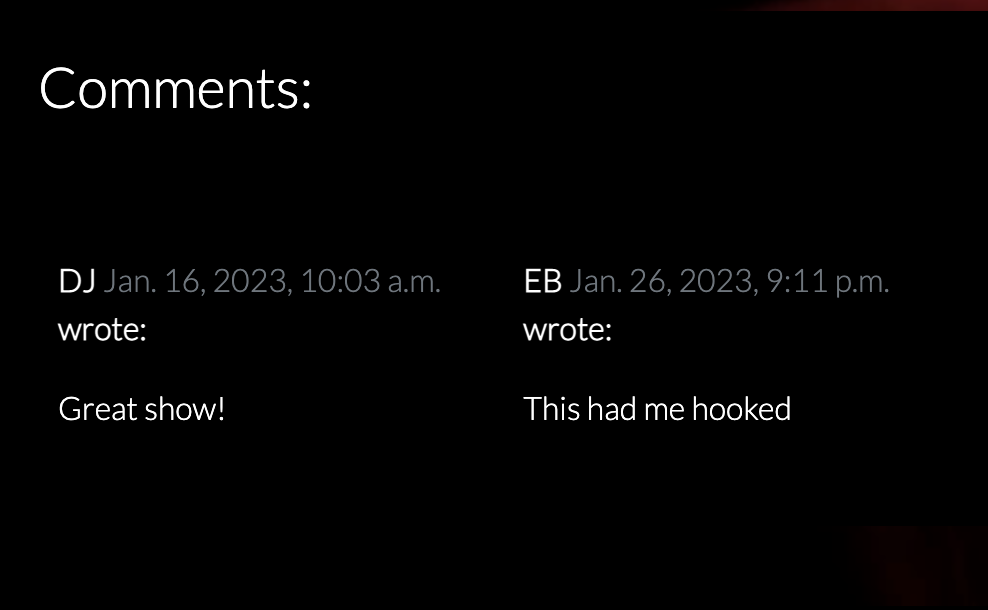 Comments:
DJ Jan. 16, 2023, 10:03 a.m.
wrote:
Great show!
EB Jan. 26, 2023, 9:11 p.m.
wrote:
This had me hooked